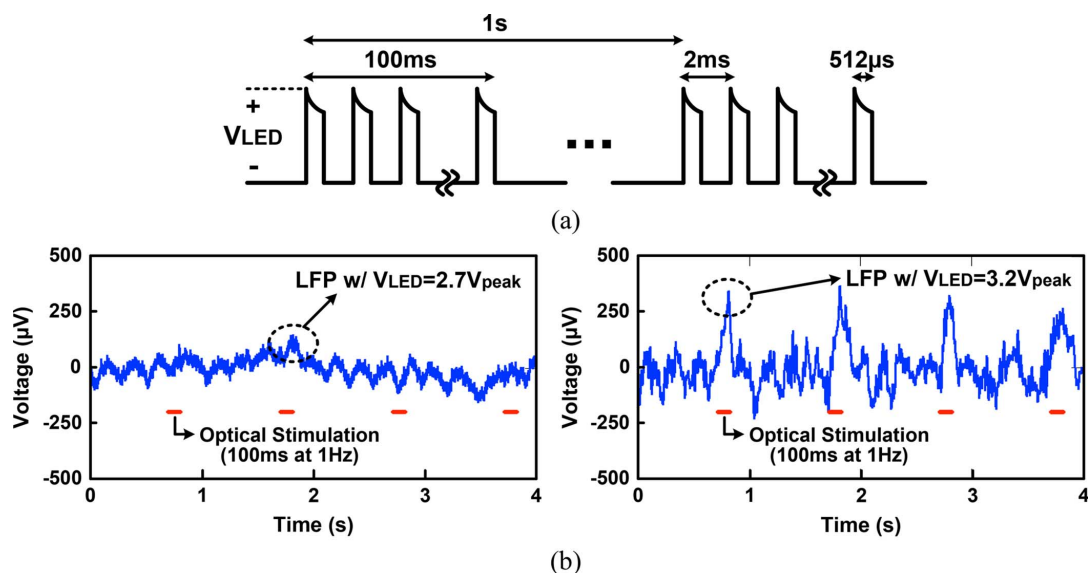 1s
100ms
2ms
512µs
+
VLED
-
(a)
500
250
0
-250
-500
Voltage (µV)
LFP w/ VLED=2.7Vpeak
Optical Stimulation
(100ms at 1Hz)
0
1
2
3
4
Time (s)
500
250
0
-250
-500
Voltage (µV)
LFP w/ VLED=3.2Vpeak
Optical Stimulation
(100ms at 1Hz)
0
1
2
3
4
Time (s)
(b)